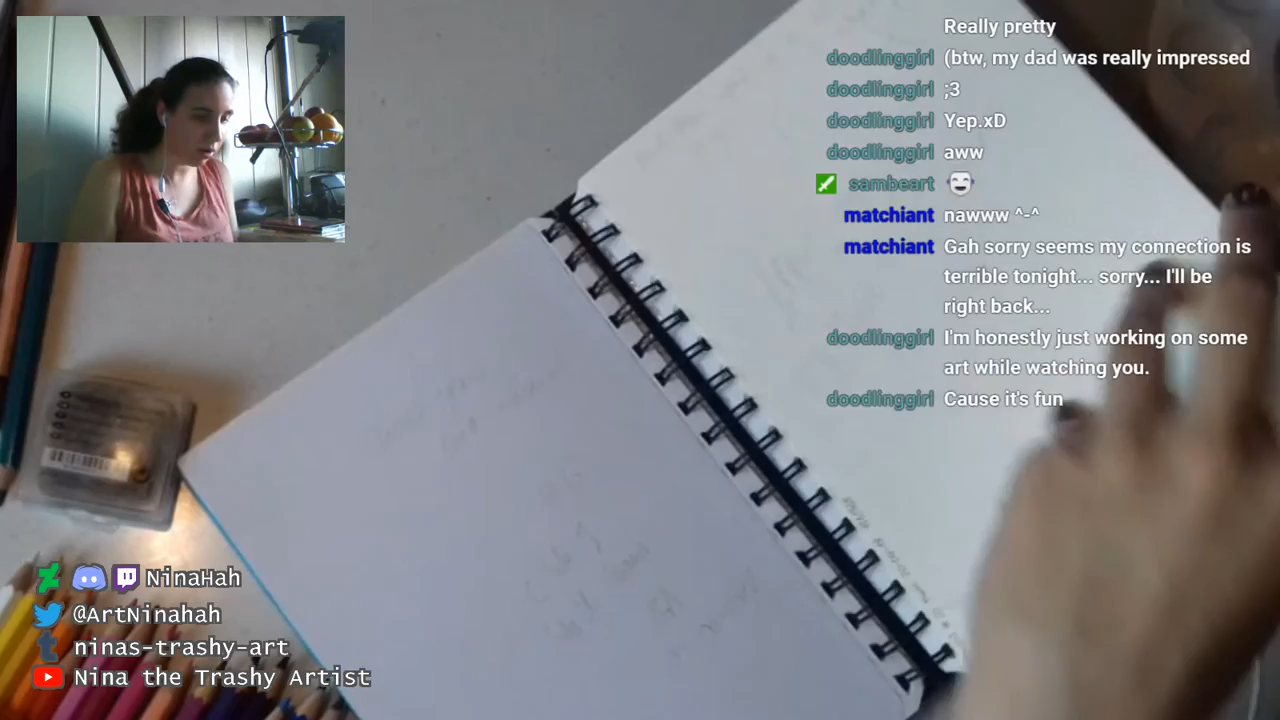 Really pretty
doodlinggirl (btw, my dad was really impressed
doodlinggirl ;3
doodlinggirl Yep.xD
doodlinggirl aww
sambeart
matchiant nawww ^-^
matchiant Gah sorry seems my connection is
terrible tonight... sorry... I'll be
right back...
doodlinggirl I'm honestly just working on some
art while watching you.
doodlinggirl Cause it's fun
NinaHah
@ArtNinahah
ninas-trashy-art
Nina the Trashy Artist